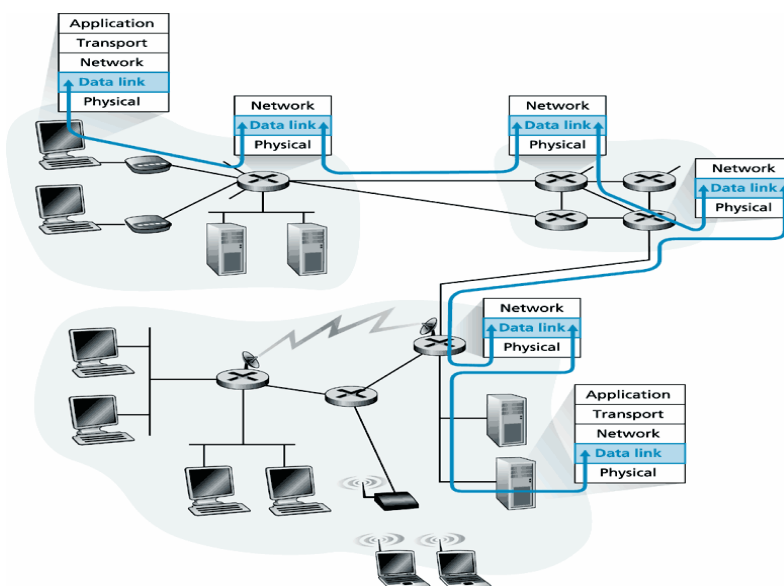 Application
Transport
Network
Data link
Physical
Network
Data link
Physical
Network
Data link
Physical
Network
Data link
Physical
Network
Data link
Physical
Application
Transport
Network
Data link
Physical